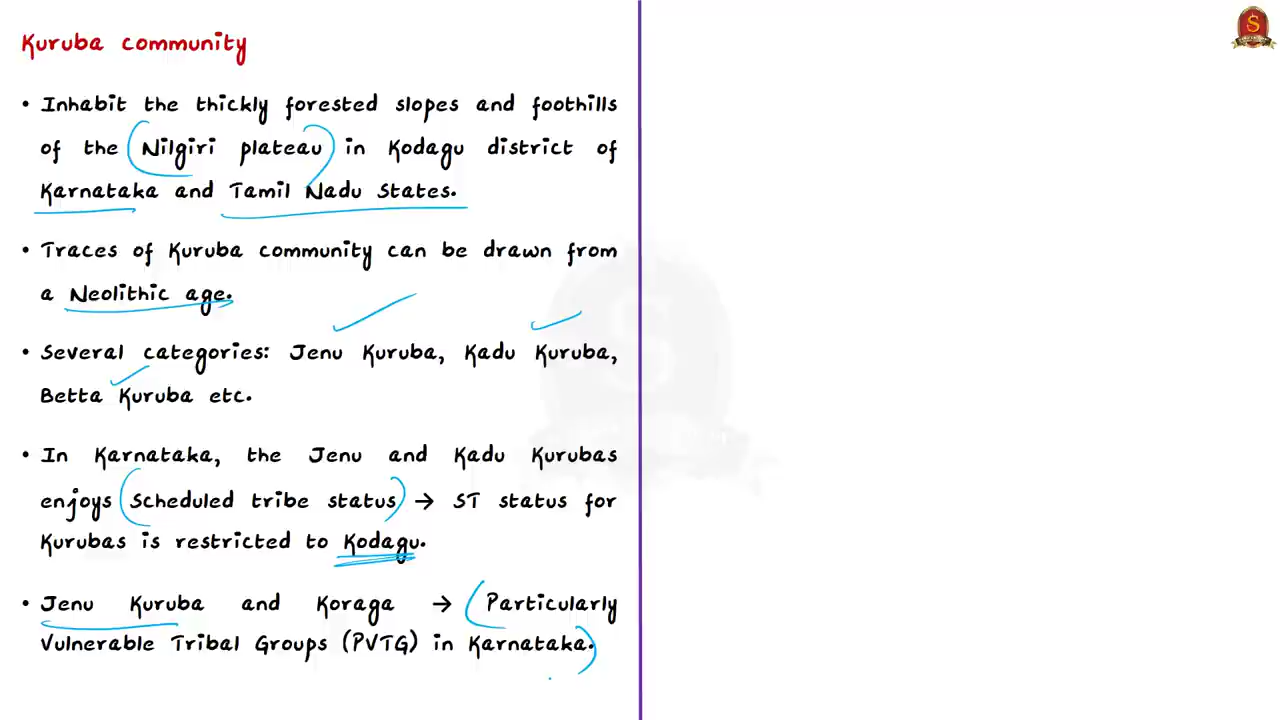 Kuruba community
• Inhabit the thickly forested slopes and foothills
of the Nilgiri plateau in Kodagu district of
Karnataka and Tamil Nadu States.
• Traces of Kuruba community can be drawn from
a Neolithic age.
• Several categories: Jenu Kuruba, Kadu Kuruba,
Betta Kuruba etc.
• In Karnataka, the Jenu and Kadu Kurubas
enjoys Scheduled tribe status → ST status for
Kurubas is restricted to Kodagu.
• Jenu Kuruba and Koraga → Particularly
Vulnerable Tribal Groups (PVTG) in Karnataka.